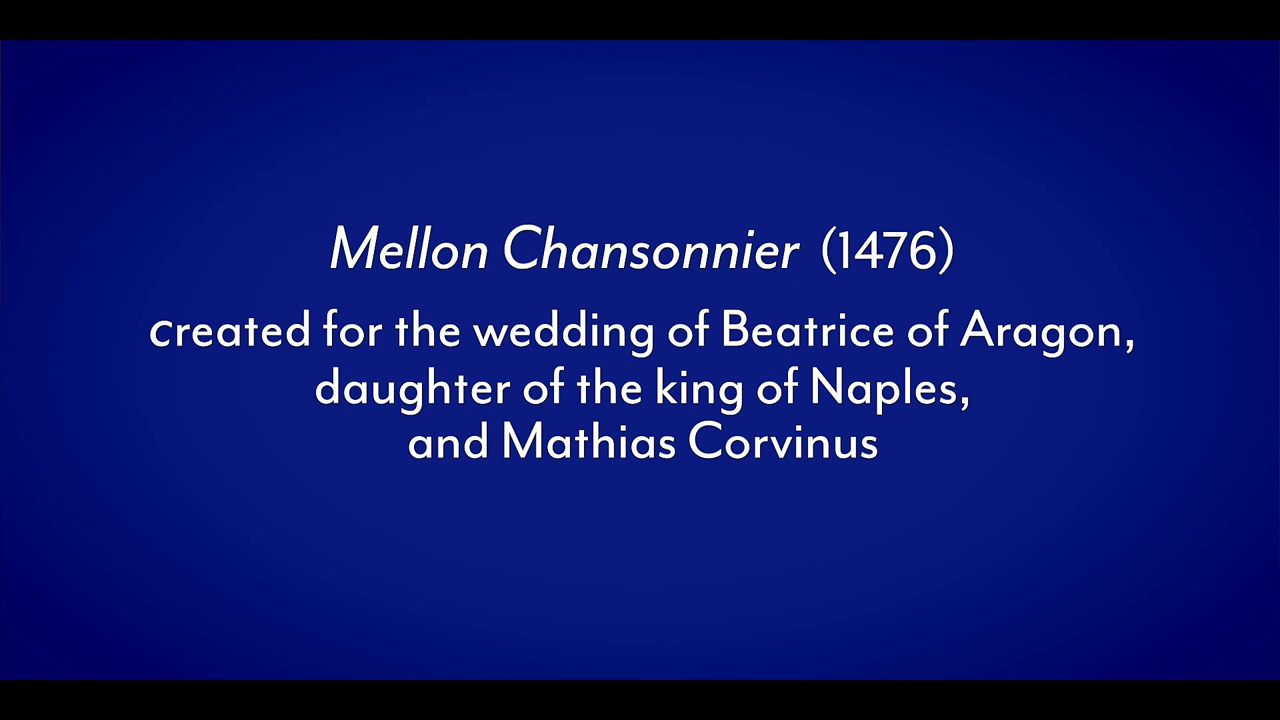 Mellon Chansonnier (1476)
created for the wedding of Beatrice of Aragon,
daughter of the king of Naples,
and Mathias Corvinus